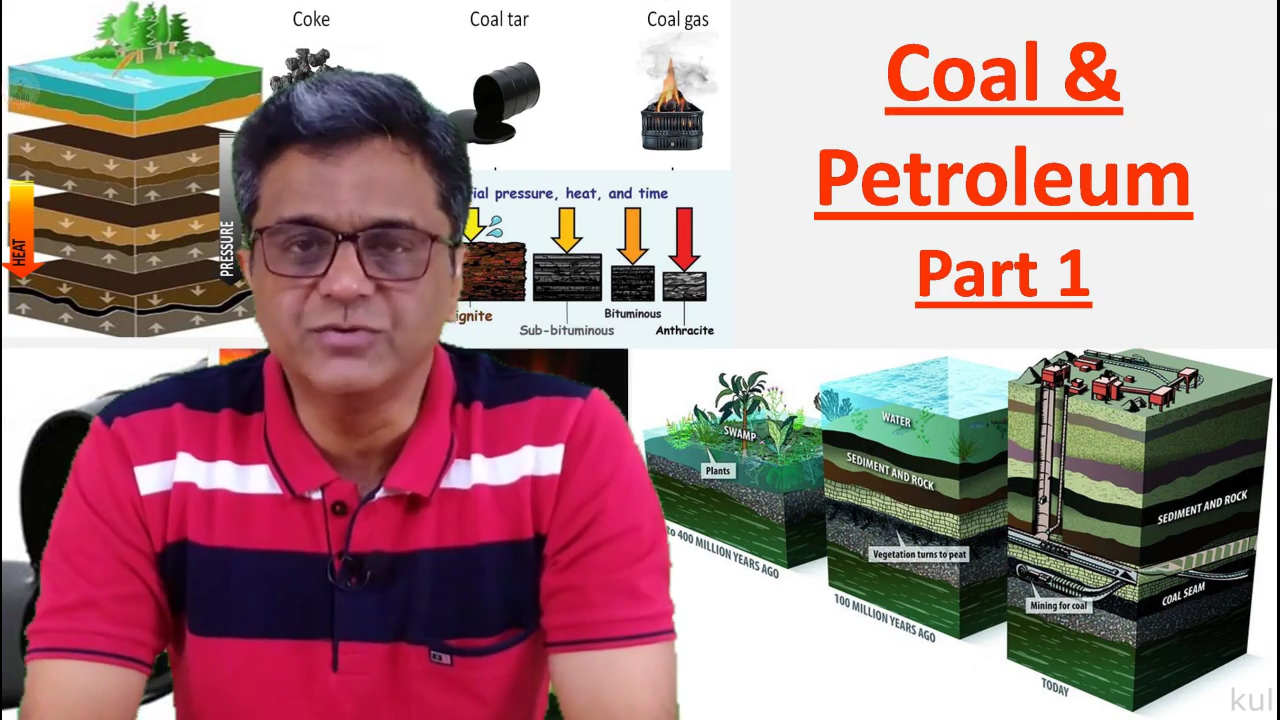 Coke
Coal tar
Coal gas
Coal &
Petroleum
Part 1
HEAT
PRESSURE
pressure, heat, and time
Sub-bituminous
Bituminous
Anthracite
SWAMP
Plants
to 400 MILLION YEARS AGO
WATER
SEDIMENT AND ROCK
Vegetation turns to peat
100 MILLION YEARS AGO
SEDIMENT AND ROCK
COAL SEAM
Mining for coal
TODAY
kul